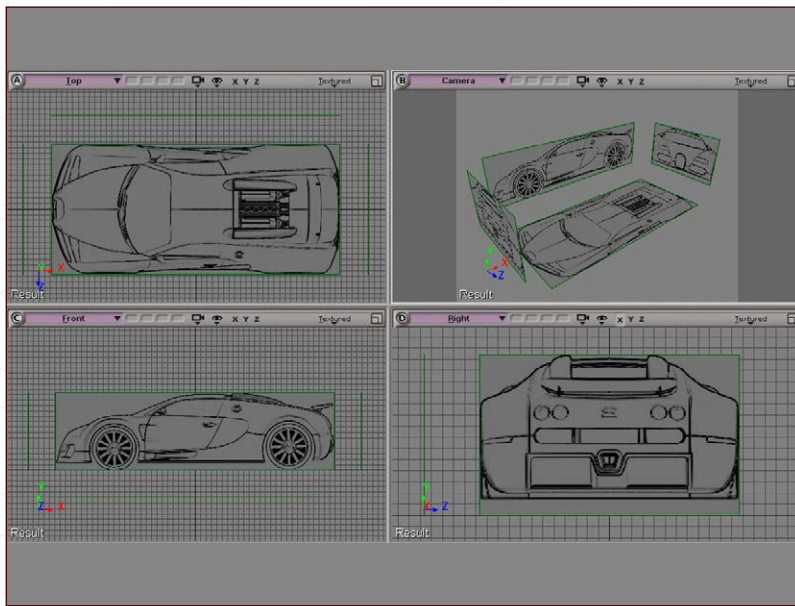 A Top X Y Z Textured
B Camera X Y Z Textured
Y X Z
Result
Y X Z
Result
C Front X Y Z Textured
D Right X Y Z Textured
Y Z X
Result
Y X Z
Result